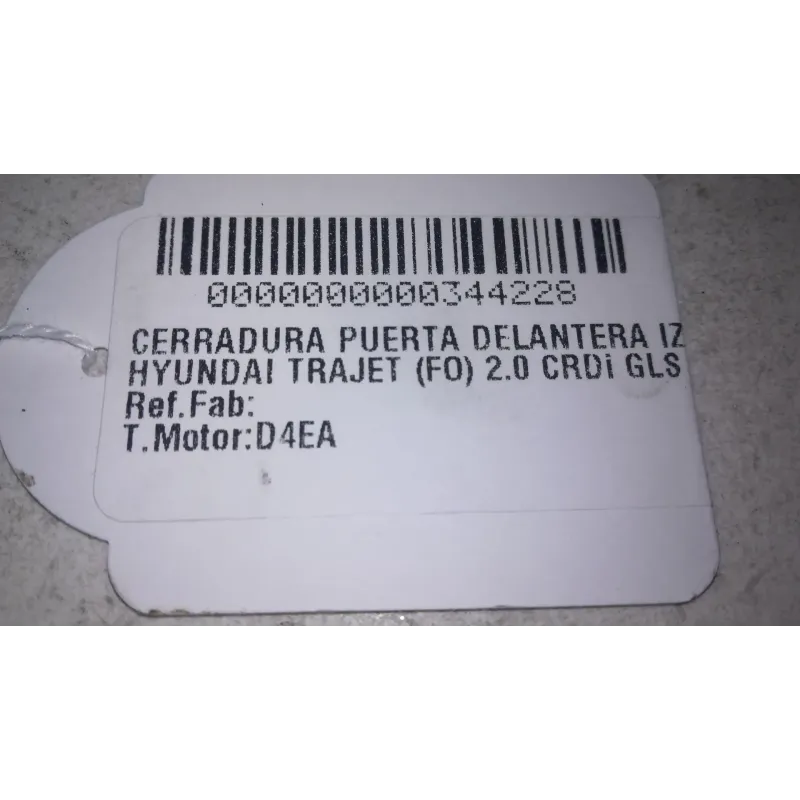 0000000000344228
CERRADURA PUERTA DELANTERA IZ
HYUNDAI TRAJET (FO) 2.0 CRDi GLS
Ref.Fab:
T.Motor:D4EA